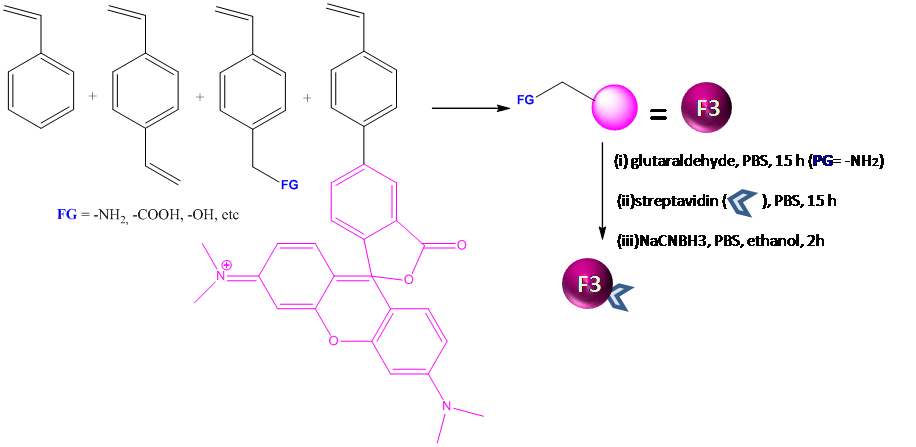 + + +
FG
FG = -NH2, -COOH, -OH, etc
O
O
N
⊕
O
N
FG
= F3
(i) glutaraldehyde, PBS, 15 h (PG= -NH2)
(ii)streptavidin ( ), PBS, 15 h
(iii)NaCNBH3, PBS, ethanol, 2h
F3